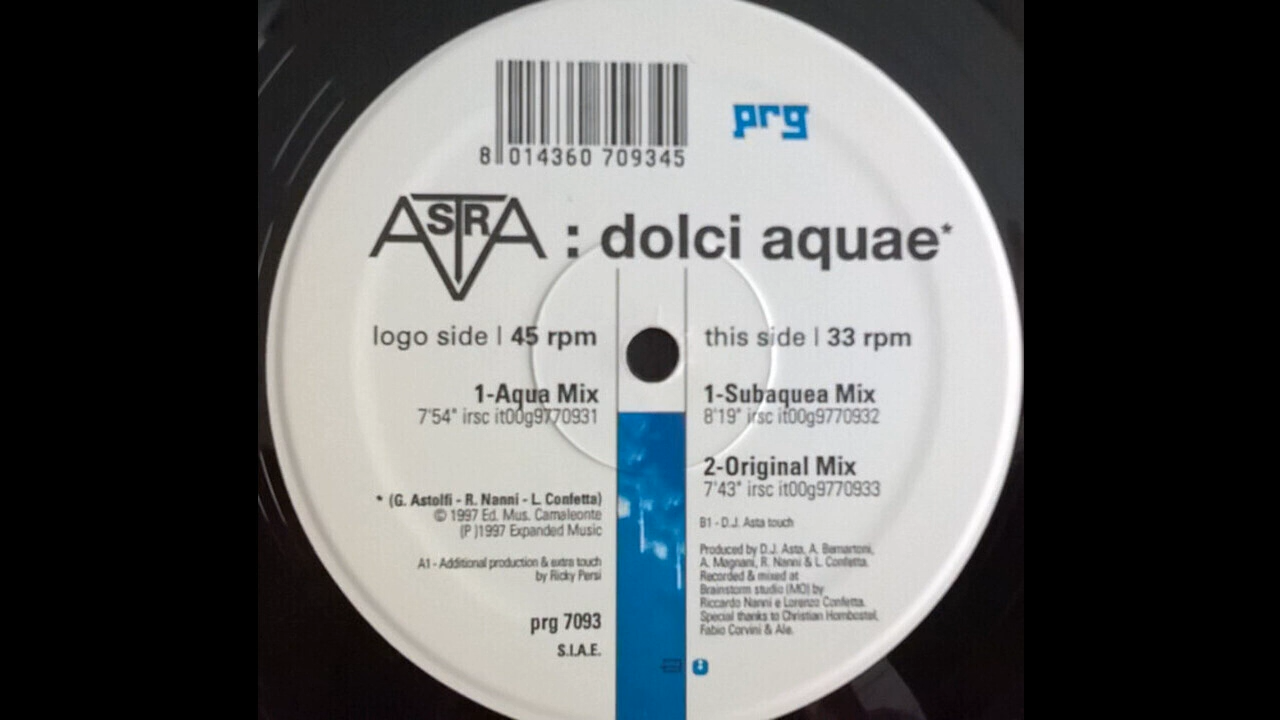 prg
8 014360 709345
ASTRA : dolci aquae*
logo side | 45 rpm
1-Aqua Mix
7'54" irsc it00g9770931
* (G. Astolfi - R. Nanni - L. Confetta)
© 1997 Ed. Mus. Camaleonte
(P )1997 Expanded Music
A1 - Additional production & extra touch
by Ricky Persi
prg 7093
S.I.A.E.
this side | 33 rpm
1-Subaquea Mix
8'19" irsc it00g9770932
2-Original Mix
7'43" irsc it00g9770933
B1 - D.J. Asta touch
Produced by D.J. Asta, A. Bernartoni,
A. Magnani, R. Nanni & L. Confetta.
Recorded & mixed at
Brainstorm studio (MO) by
Riccardo Nanni e Lorenzo Confetta.
Special thanks to Christian Hornbostel,
Fabio Corvini & Ale.